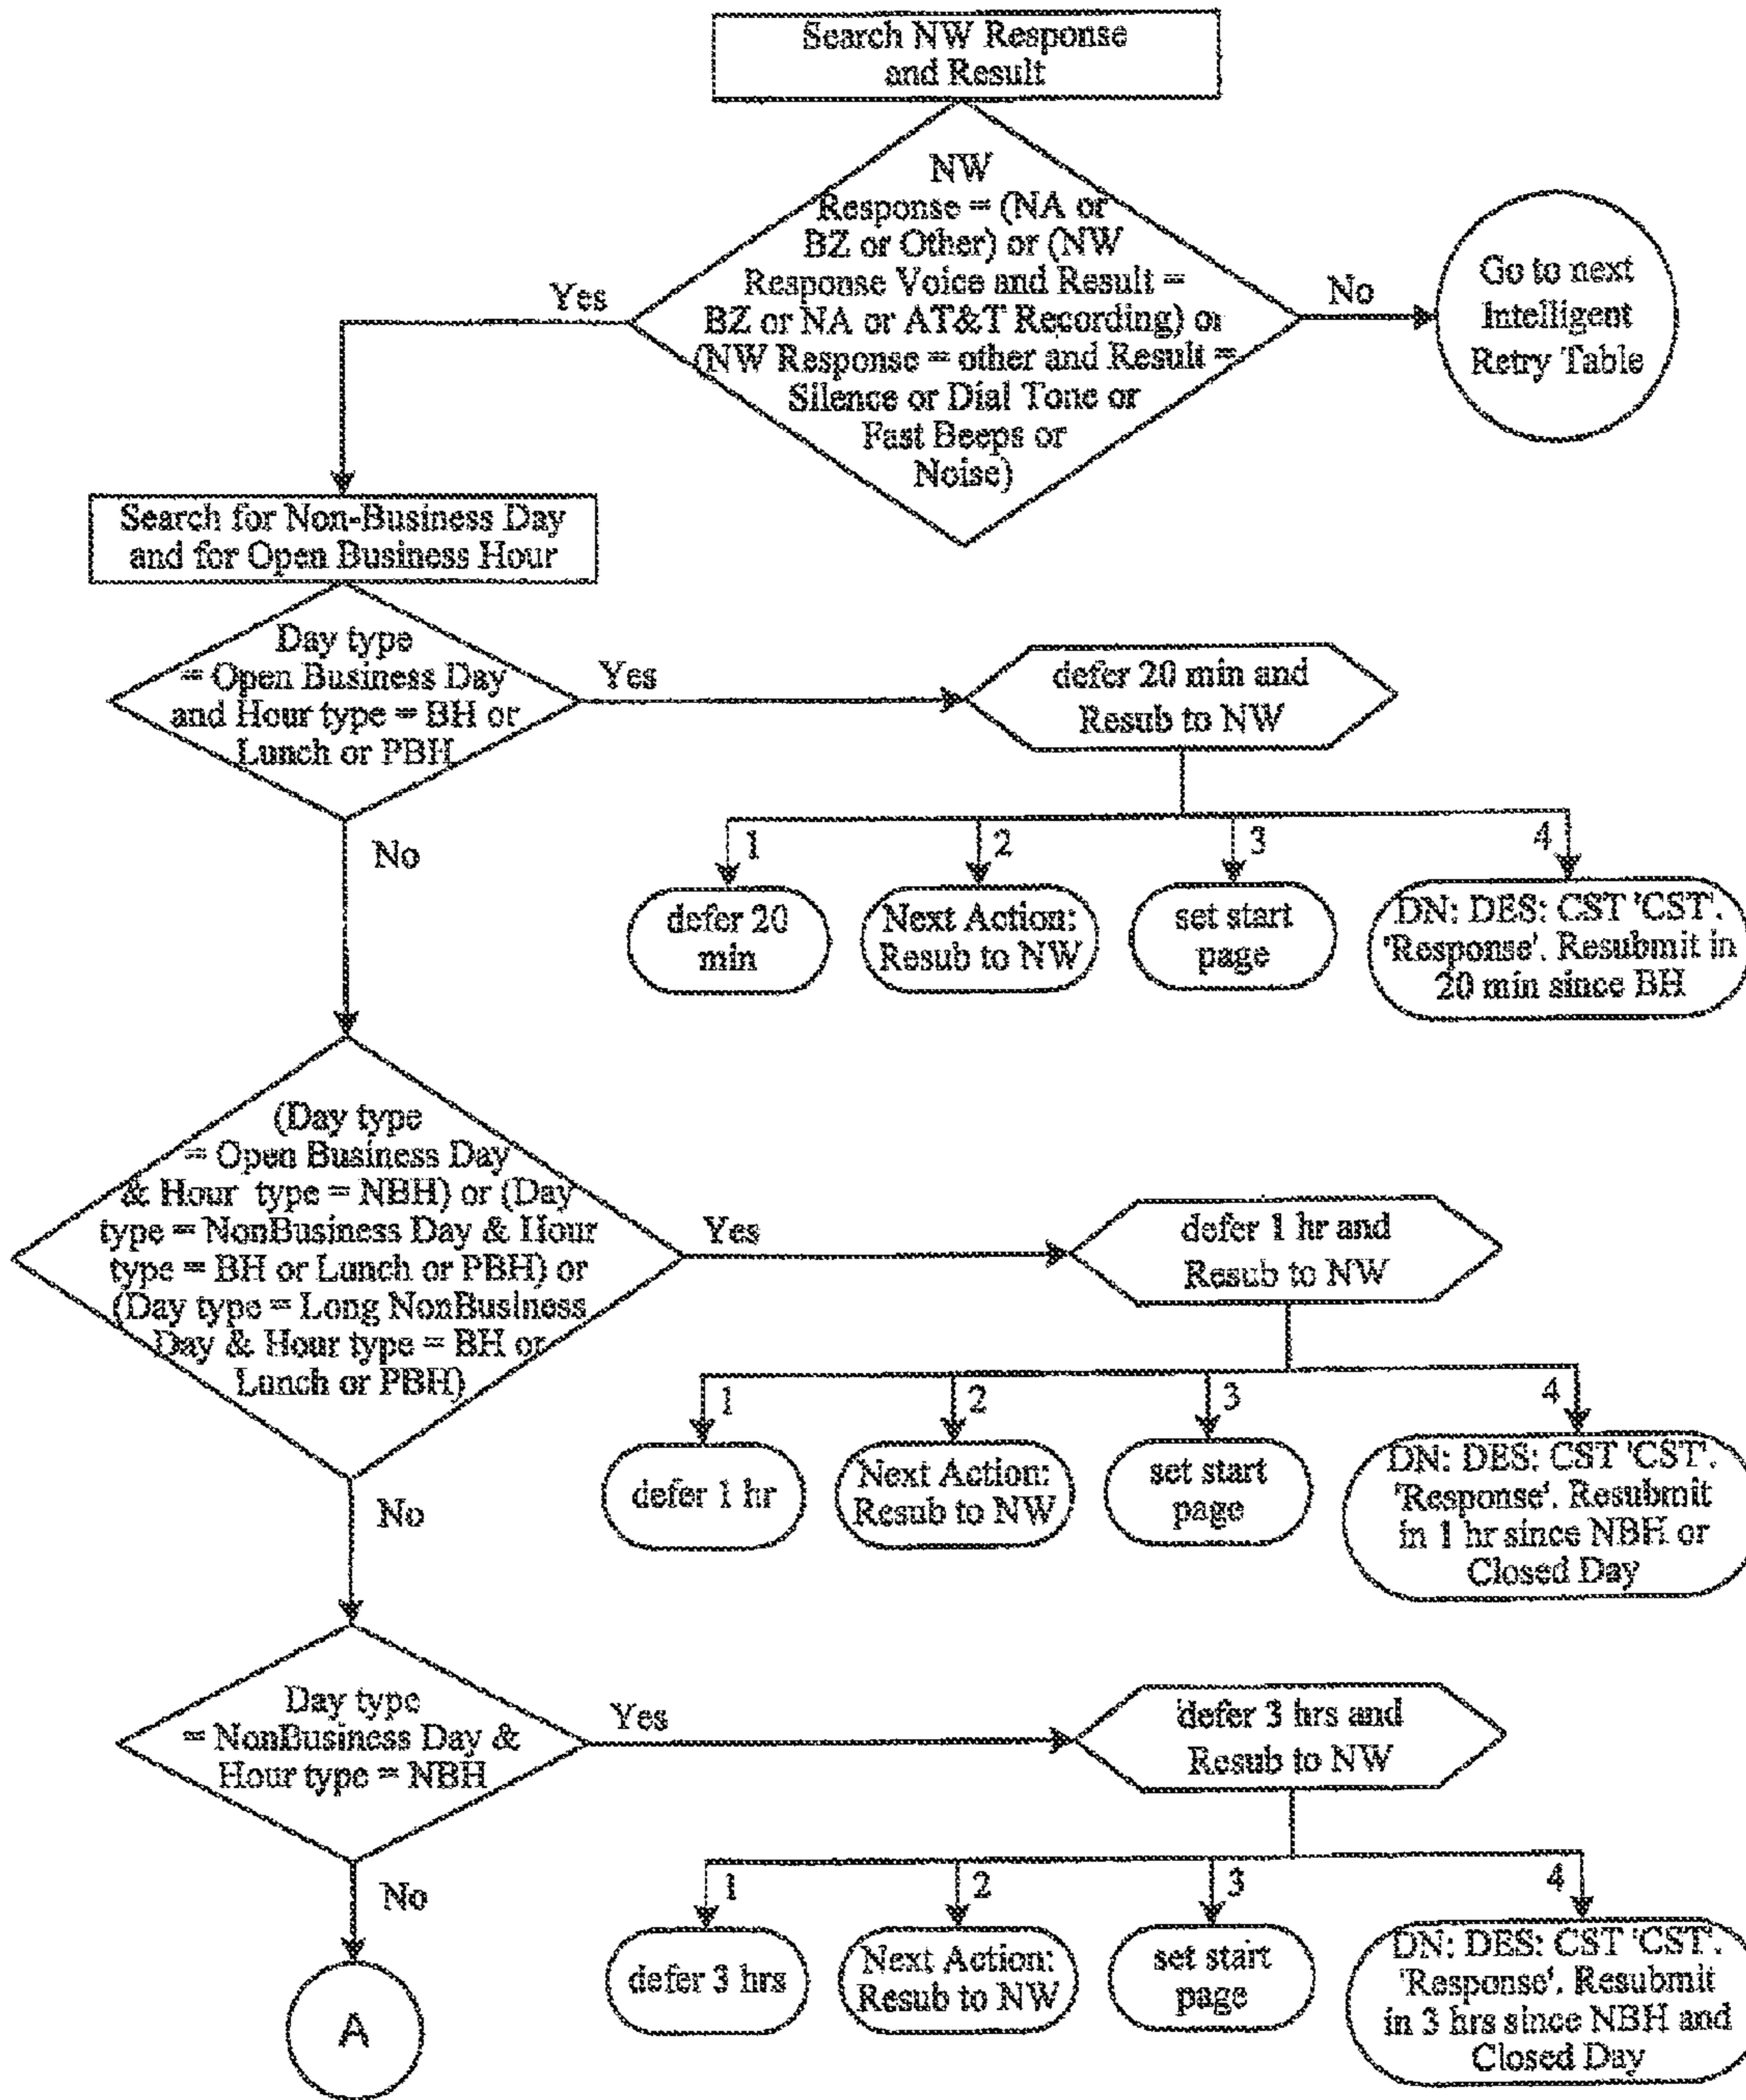 Search NW Response
and Result
NW
Response = (NA or
BZ or Other) or (NW
Response Voice and Result =
BZ or NA or AT&T Recording) or
(NW Response = other and Result =
Silence or Dial Tone or
Fast Beeps or
Noise)
Yes
No
Go to next
Intelligent
Retry Table
Search for Non-Business Day
and for Open Business Hour
Day type
= Open Business Day
and Hour type = BH or
Lunch or PBH
Yes
defer 20 min and
Resub to NW
No
1
2
3
4
defer 20
min
Next Action:
Resub to NW
set start
page
DN: DES: CST 'CST'.
'Response'. Resubmit in
20 min since BH
(Day type
= Open Business Day
& Hour type = NBH) or (Day
type = NonBusiness Day & Hour
type = BH or Lunch or PBH) or
(Day type = Long NonBusiness
Day & Hour type = BH or
Lunch or PBH)
Yes
defer 1 hr and
Resub to NW
No
1
2
3
4
defer 1 hr
Next Action:
Resub to NW
set start
page
DN: DES: CST 'CST'.
'Response'. Resubmit
in 1 hr since NBH or
Closed Day
Day type
= NonBusiness Day &
Hour type = NBH
Yes
defer 3 hrs and
Resub to NW
No
1
2
3
4
defer 3 hrs
Next Action:
Resub to NW
set start
page
DN: DES: CST 'CST'.
'Response'. Resubmit
in 3 hrs since NBH and
Closed Day
A